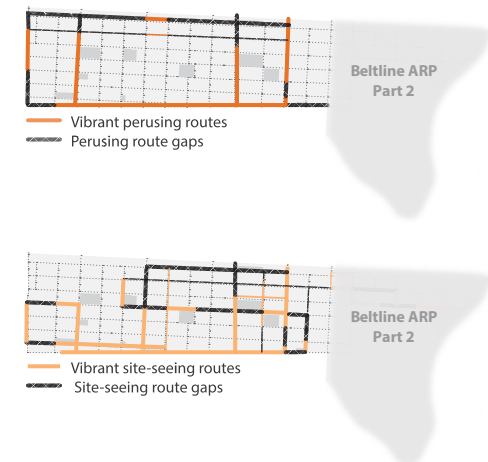 Beltline ARP
Part 2
Vibrant perusing routes
Perusing route gaps
Beltline ARP
Part 2
Vibrant site-seeing routes
Site-seeing route gaps